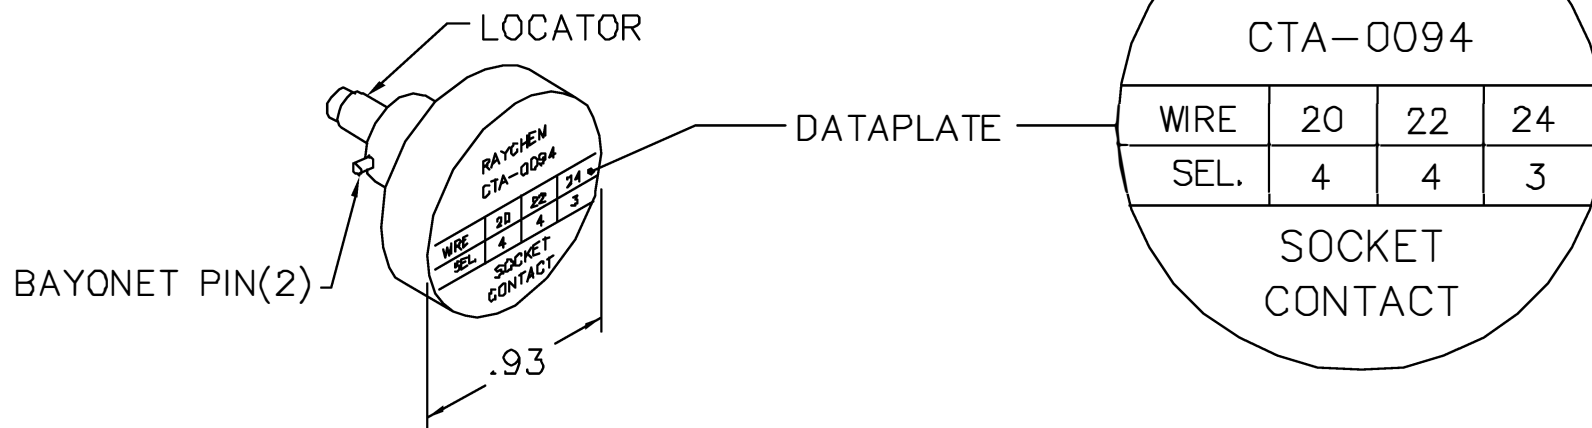 LOCATOR
RAYCHEM
CTA-0094
WIRE 20 22 24
SEL. 4 4 3
SOCKET
CONTACT
BAYONET PIN(2)
.93
DATAPLATE
CTA-0094
WIRE 20 22 24
SEL. 4 4 3
SOCKET
CONTACT